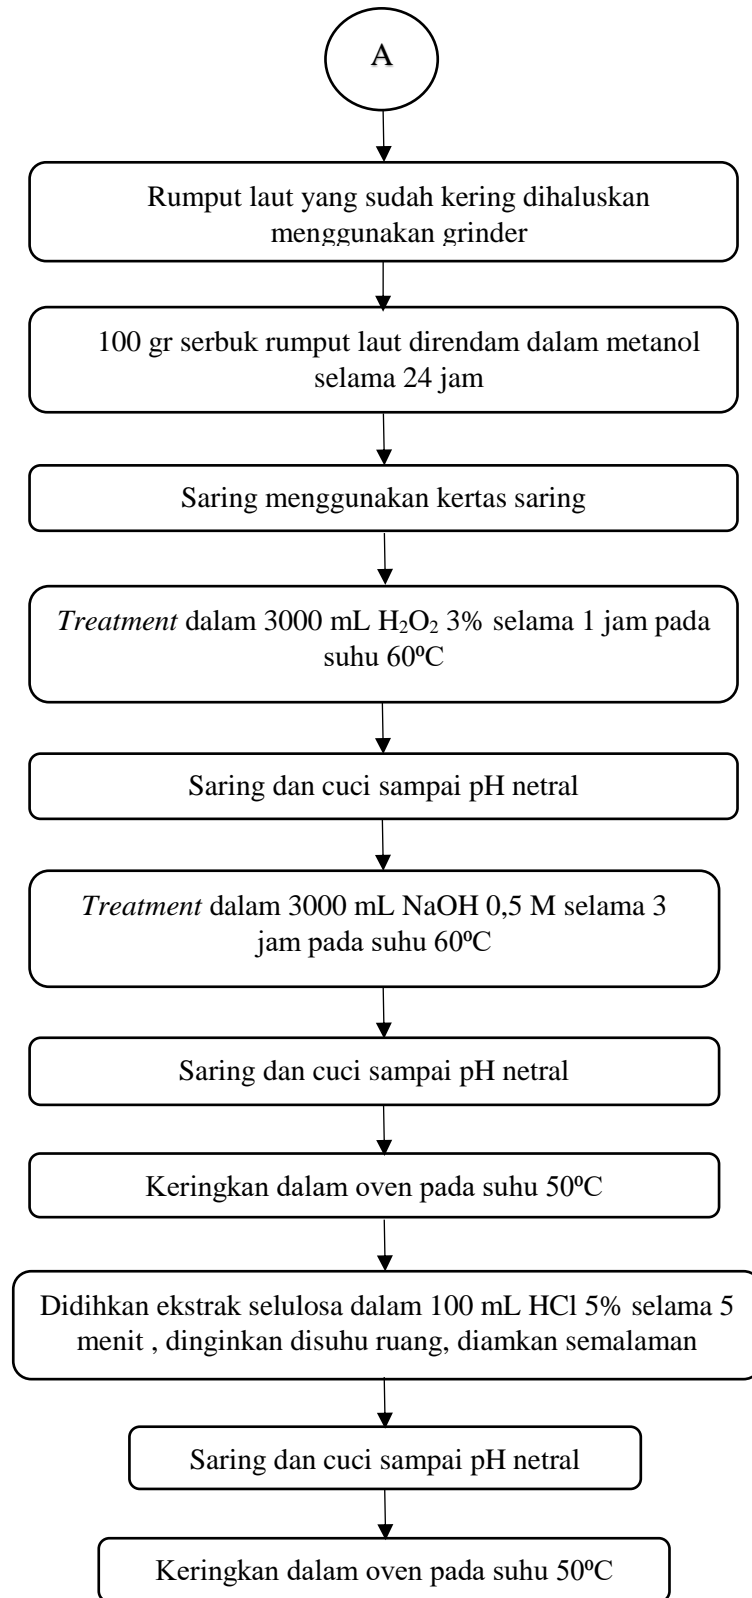 A
Rumput laut yang sudah kering dihaluskan
menggunakan grinder
100 gr serbuk rumput laut direndam dalam metanol
selama 24 jam
Saring menggunakan kertas saring
Treatment dalam 3000 mL H₂O₂ 3% selama 1 jam pada
suhu 60⁰C
Saring dan cuci sampai pH netral
Treatment dalam 3000 mL NaOH 0,5 M selama 3
jam pada suhu 60⁰C
Saring dan cuci sampai pH netral
Keringkan dalam oven pada suhu 50⁰C
Didihkan ekstrak selulosa dalam 100 mL HCl 5% selama 5
menit , dinginkan disuhu ruang, diamkan semalaman
Saring dan cuci sampai pH netral
Keringkan dalam oven pada suhu 50⁰C